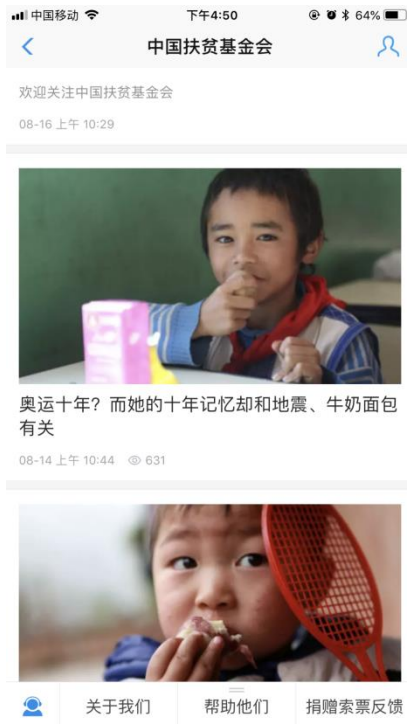 中国移动 下午4:50 64%
中国扶贫基金会
欢迎关注中国扶贫基金会
08-16 上午 10:29
奥运十年？而她的十年记忆却和地震、牛奶面包
有关
08-14 上午 10:44 631
关于我们 帮助他们 捐赠索票反馈